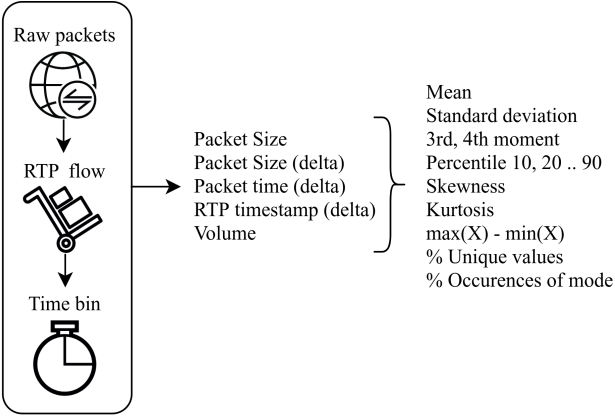 Raw packets
RTP flow
Time bin
Packet Size
Packet Size (delta)
Packet time (delta)
RTP timestamp (delta)
Volume
Mean
Standard deviation
3rd, 4th moment
Percentile 10, 20 .. 90
Skewness
Kurtosis
max(X) - min(X)
% Unique values
% Occurences of mode